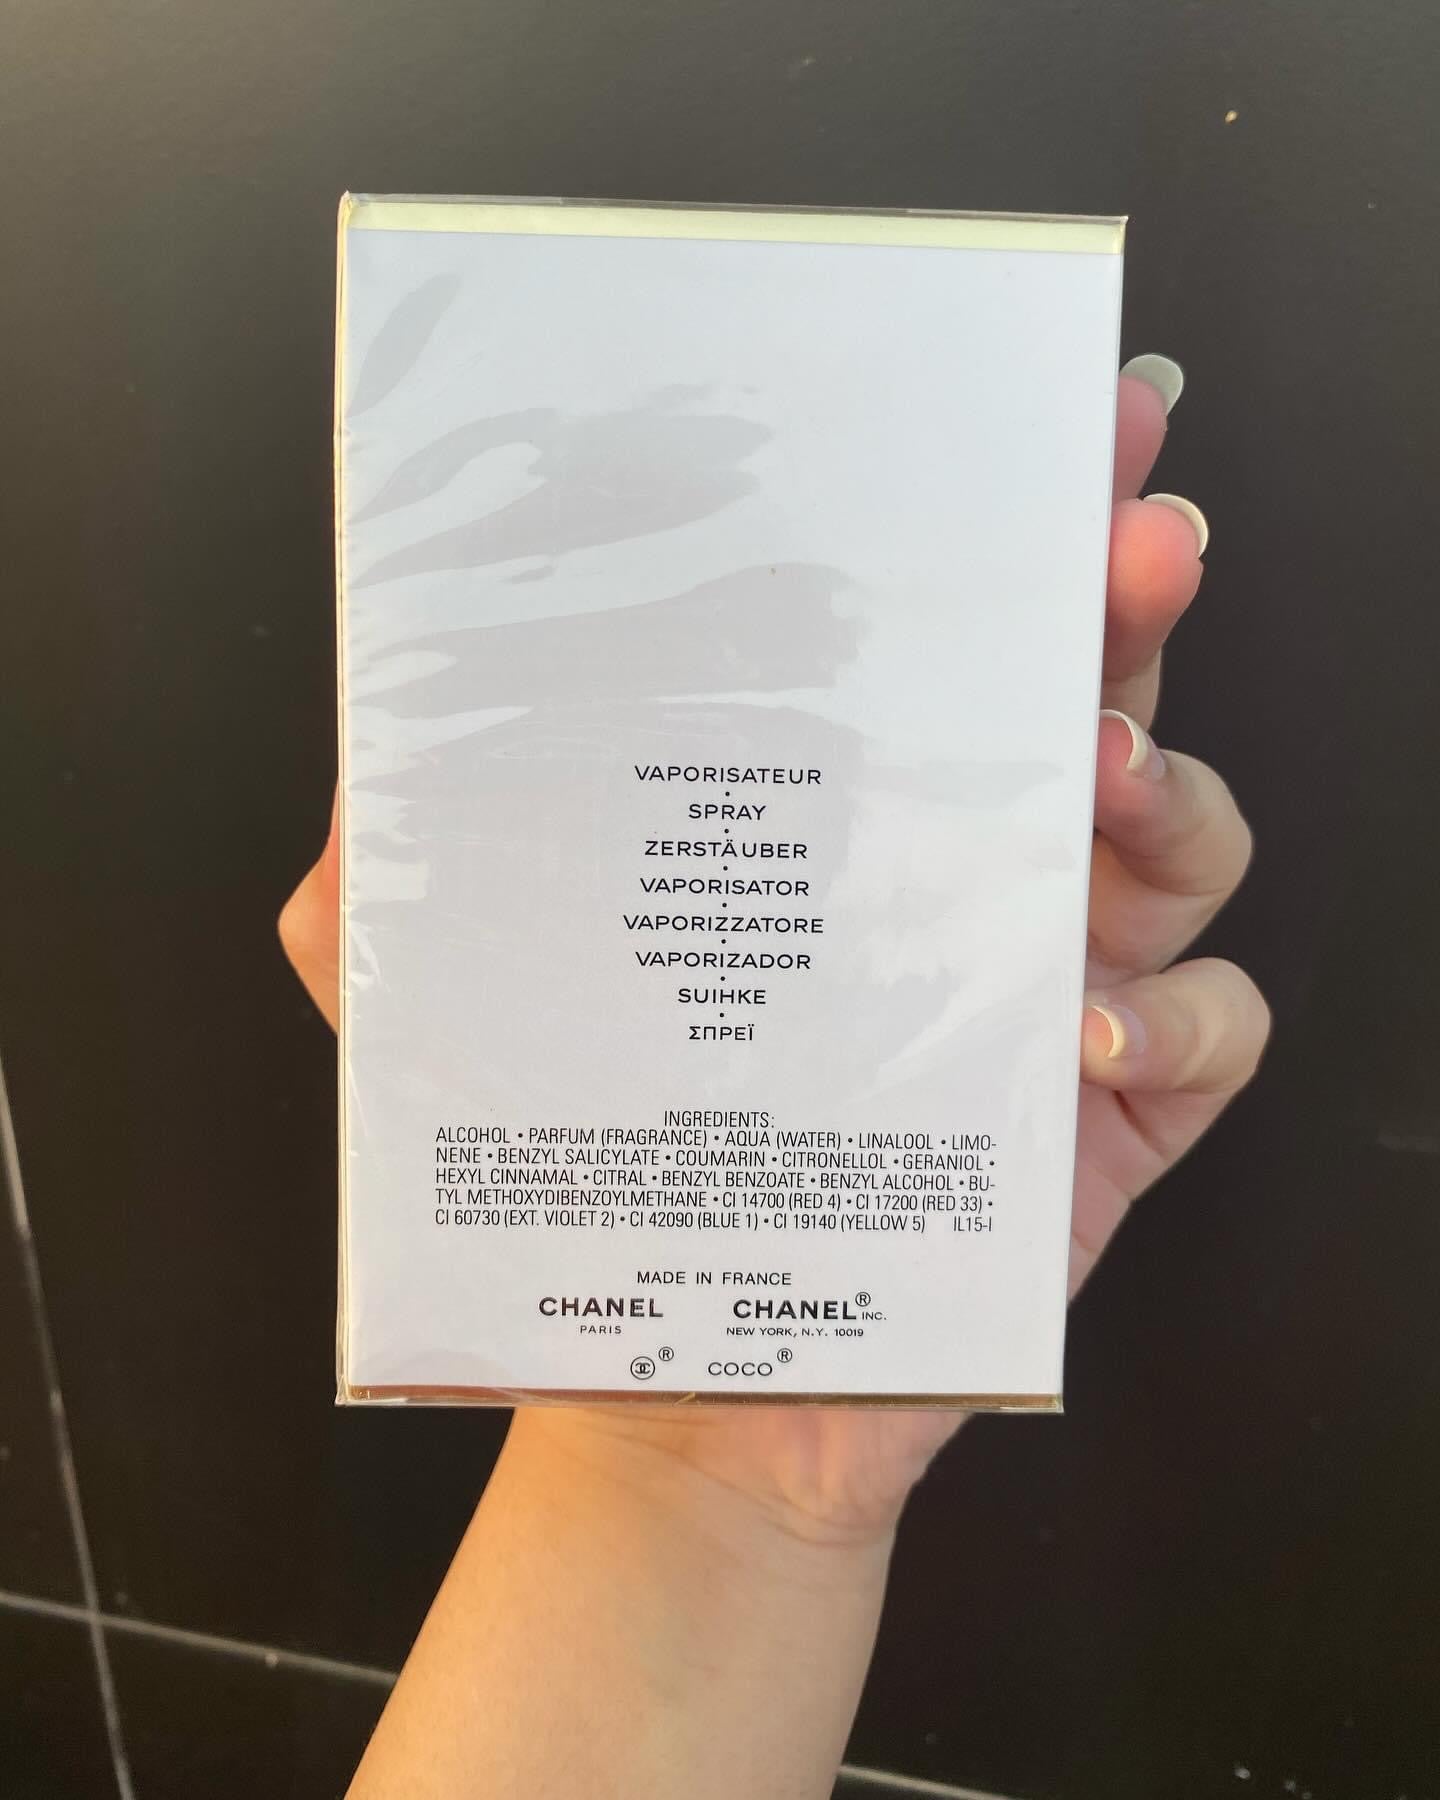 VAPORISATEUR
•
SPRAY
•
ZERSTÄUBER
•
VAPORISATOR
•
VAPORIZZATORE
•
VAPORIZADOR
•
SUIHKE
•
ΣΠΡΕΪ
INGREDIENTS:
ALCOHOL • PARFUM (FRAGRANCE) • AQUA (WATER) • LINALOOL • LIMO-
NENE • BENZYL SALICYLATE • COUMARIN • CITRONELLOL • GERANIOL •
HEXYL CINNAMAL • CITRAL • BENZYL BENZOATE • BENZYL ALCOHOL • BU-
TYL METHOXYDIBENZOYLMETHANE • CI 14700 (RED 4) • CI 17200 (RED 33) •
CI 60730 (EXT. VIOLET 2) • CI 42090 (BLUE 1) • CI 19140 (YELLOW 5) IL15-I
MADE IN FRANCE
CHANEL CHANEL® INC.
PARIS NEW YORK, N.Y. 10019
® COCO®